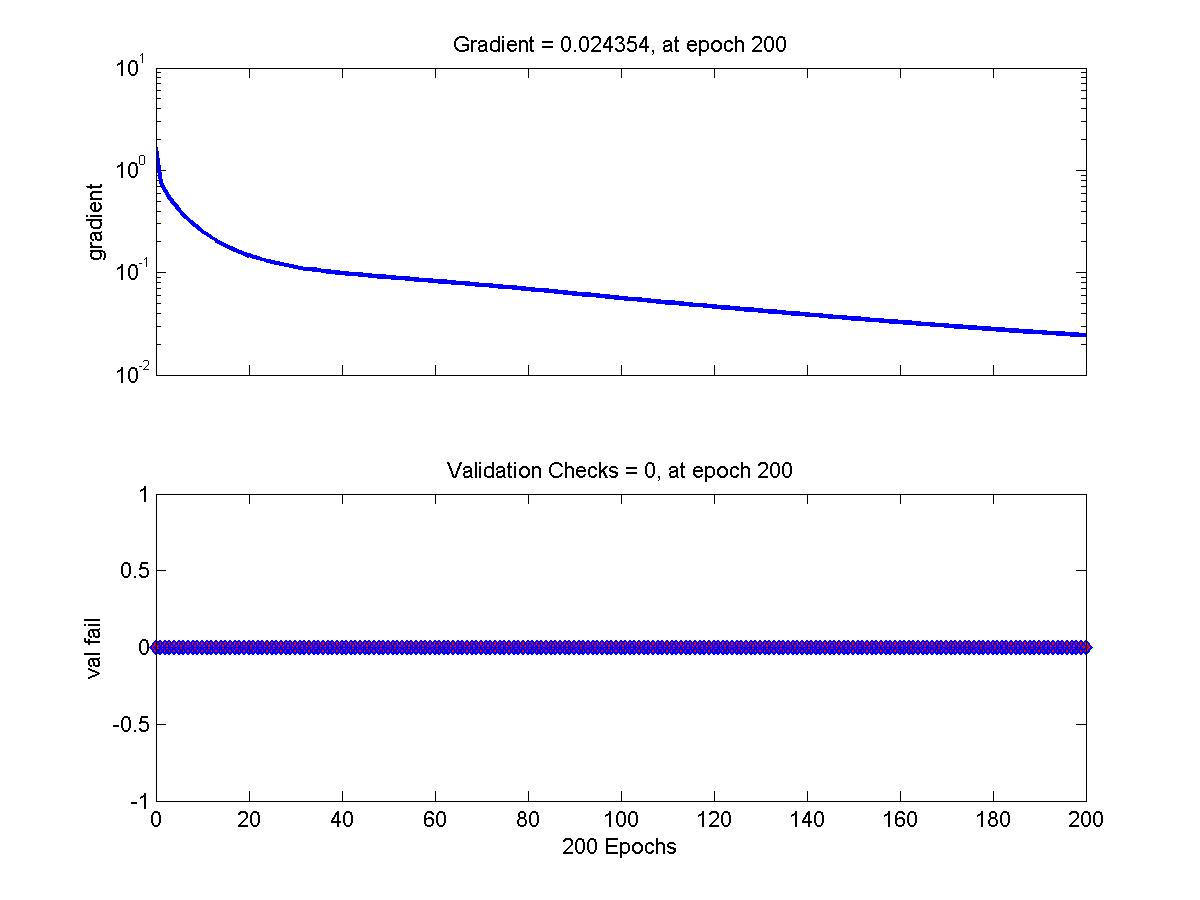 Gradient = 0.024354, at epoch 200
10^1
10^0
10^-1
10^-2
gradient
Validation Checks = 0, at epoch 200
1
0.5
0
-0.5
-1
val fail
0 20 40 60 80 100 120 140 160 180 200
200 Epochs